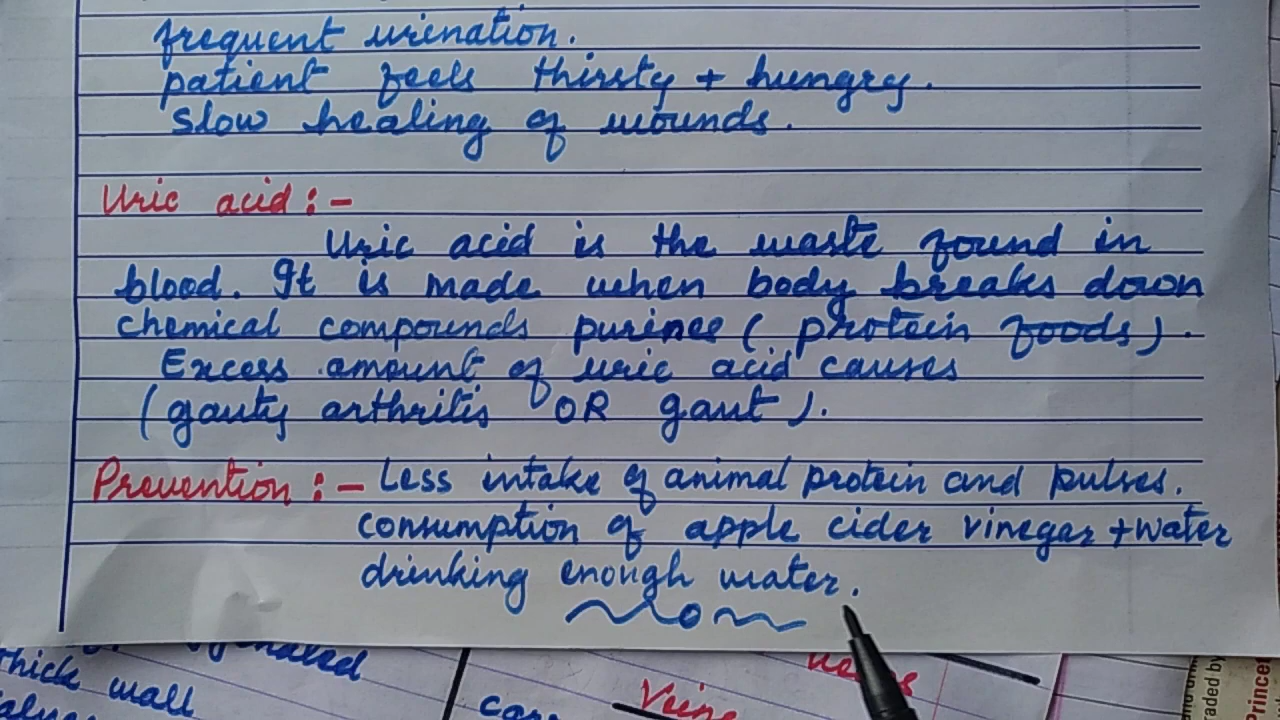 frequent urination.
patient feels thirsty + hungry.
slow healing of wounds.
Uric acid :-
Uric acid is the waste found in
blood. It is made when body breaks down
chemical compounds purines ( protein foods ).
Excess amount of uric acid causes
( gauty arthritis OR gaut ).
Prevention :- Less intake of animal protein and pulses.
consumption of apple cider vinegar + water
drinking enough water.
thick wall
Veins